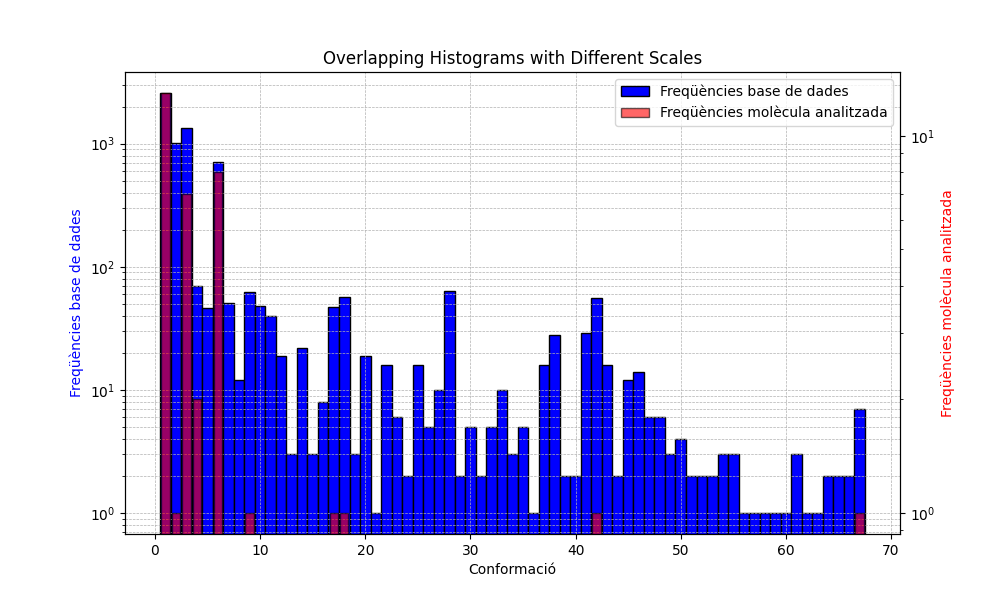 Overlapping Histograms with Different Scales
Freqüències base de dades
Freqüències molècula analitzada
10³
10²
10¹
10⁰
10¹
10⁰
Freqüències base de dades
Freqüències molècula analitzada
0 10 20 30 40 50 60 70
Conformació